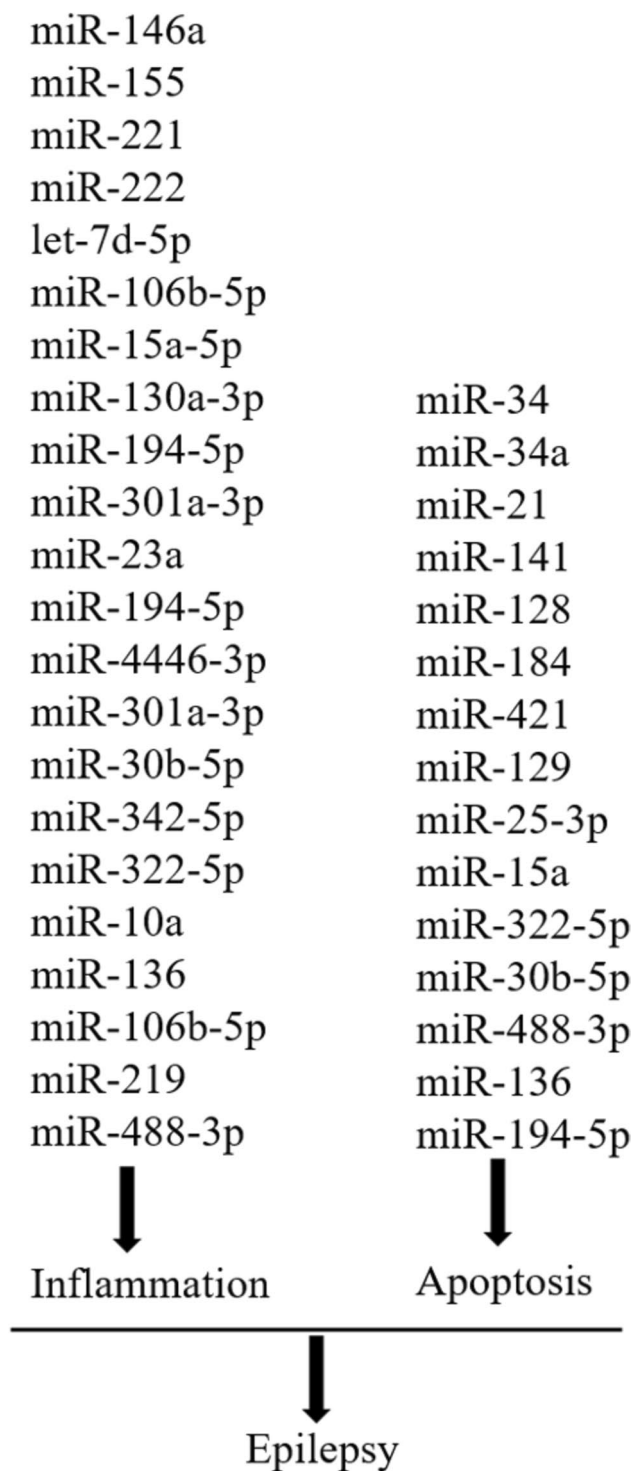 miR-146a
miR-155
miR-221
miR-222
let-7d-5p
miR-106b-5p
miR-15a-5p
miR-130a-3p
miR-194-5p
miR-301a-3p
miR-23a
miR-194-5p
miR-4446-3p
miR-301a-3p
miR-30b-5p
miR-342-5p
miR-322-5p
miR-10a
miR-136
miR-106b-5p
miR-219
miR-488-3p
Inflammation
miR-34
miR-34a
miR-21
miR-141
miR-128
miR-184
miR-421
miR-129
miR-25-3p
miR-15a
miR-322-5p
miR-30b-5p
miR-488-3p
miR-136
miR-194-5p
Apoptosis
Epilepsy